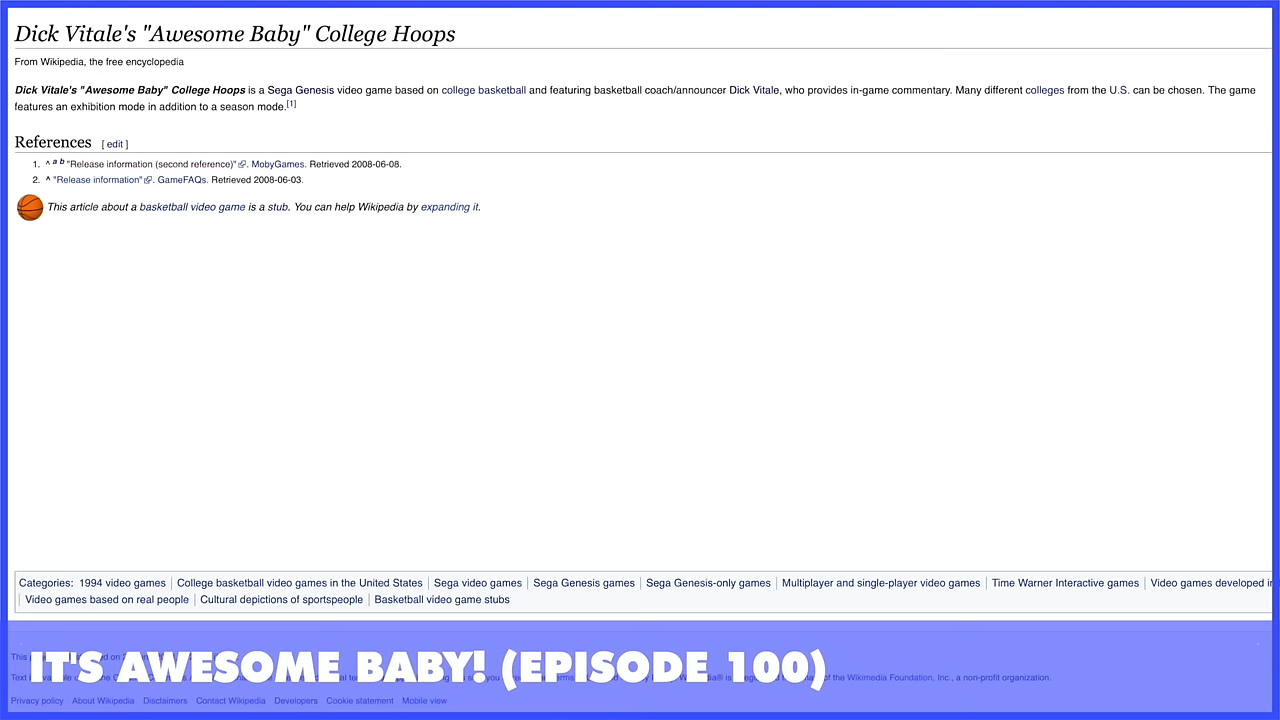 Dick Vitale's "Awesome Baby" College Hoops
From Wikipedia, the free encyclopedia
Dick Vitale's "Awesome Baby" College Hoops is a Sega Genesis video game based on college basketball and featuring basketball coach/announcer Dick Vitale, who provides in-game commentary. Many different colleges from the U.S. can be chosen. The game
features an exhibition mode in addition to a season mode.[1]
References [ edit ]
1. ^ a b "Release information (second reference)". MobyGames. Retrieved 2008-06-08.
2. ^ "Release information". GameFAQs. Retrieved 2008-06-03.
This article about a basketball video game is a stub. You can help Wikipedia by expanding it.
Categories: 1994 video games | College basketball video games in the United States | Sega video games | Sega Genesis games | Sega Genesis-only games | Multiplayer and single-player video games | Time Warner Interactive games | Video games developed in
| Video games based on real people | Cultural depictions of sportspeople | Basketball video game stubs
IT'S AWESOME BABY! (EPISODE 100)
of the Wikimedia Foundation, Inc., a non-profit organization.
Privacy policy About Wikipedia Disclaimers Contact Wikipedia Developers Cookie statement Mobile view